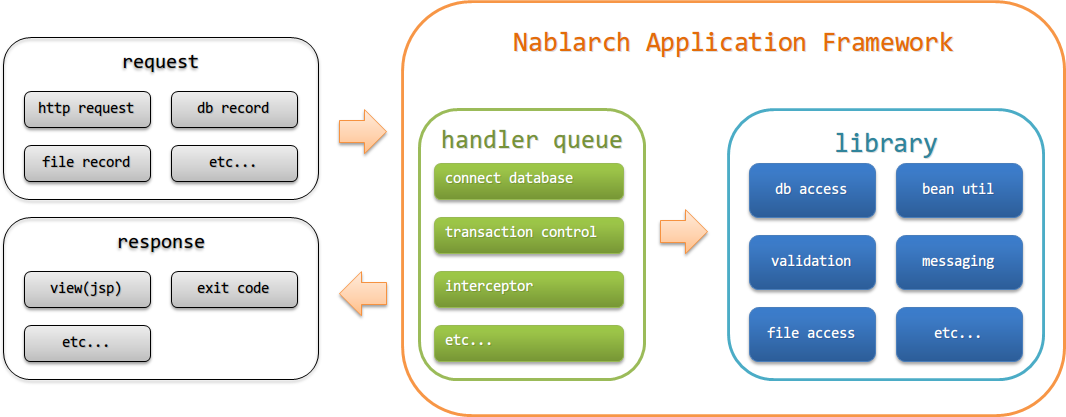 request
http request
db record
file record
etc...
response
view(jsp)
exit code
etc...
Nablarch Application Framework
handler queue
connect database
transaction control
interceptor
etc...
library
db access
bean util
validation
messaging
file access
etc...